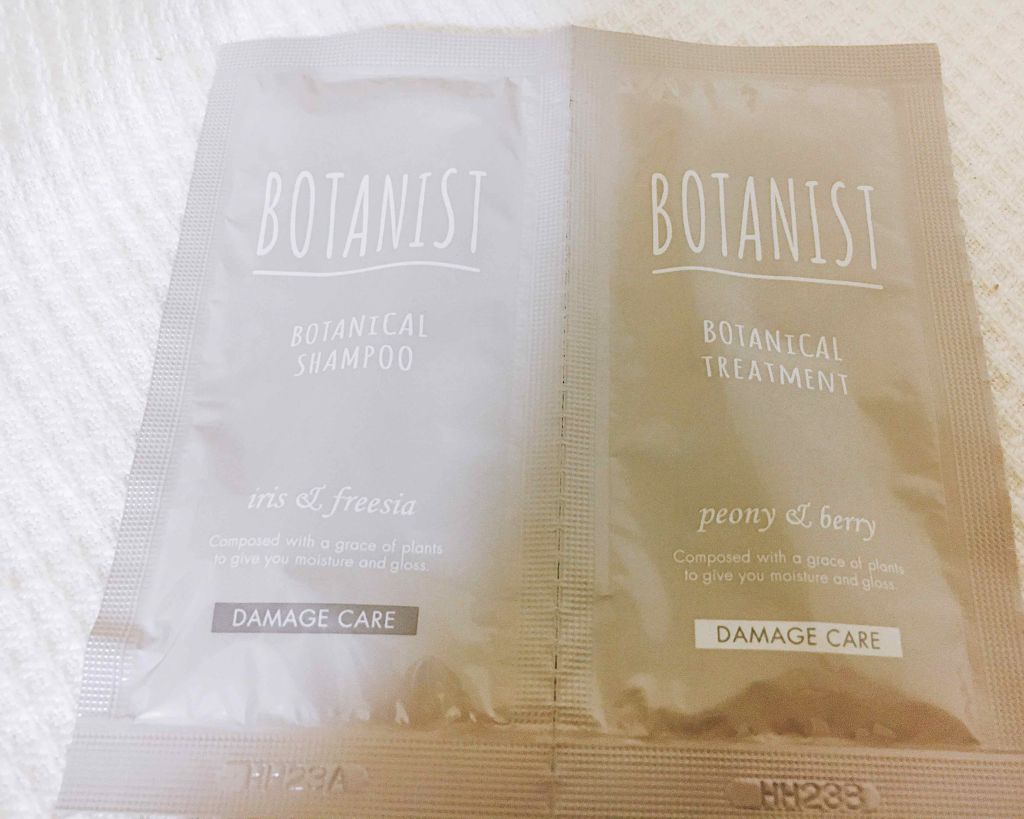 BOTANIST
BOTANICAL
SHAMPOO
iris & freesia
Composed with a grace of plants
to give you moisture and gloss.
DAMAGE CARE
HH23A
BOTANIST
BOTANICAL
TREATMENT
peony & berry
Composed with a grace of plants
to give you moisture and gloss.
DAMAGE CARE